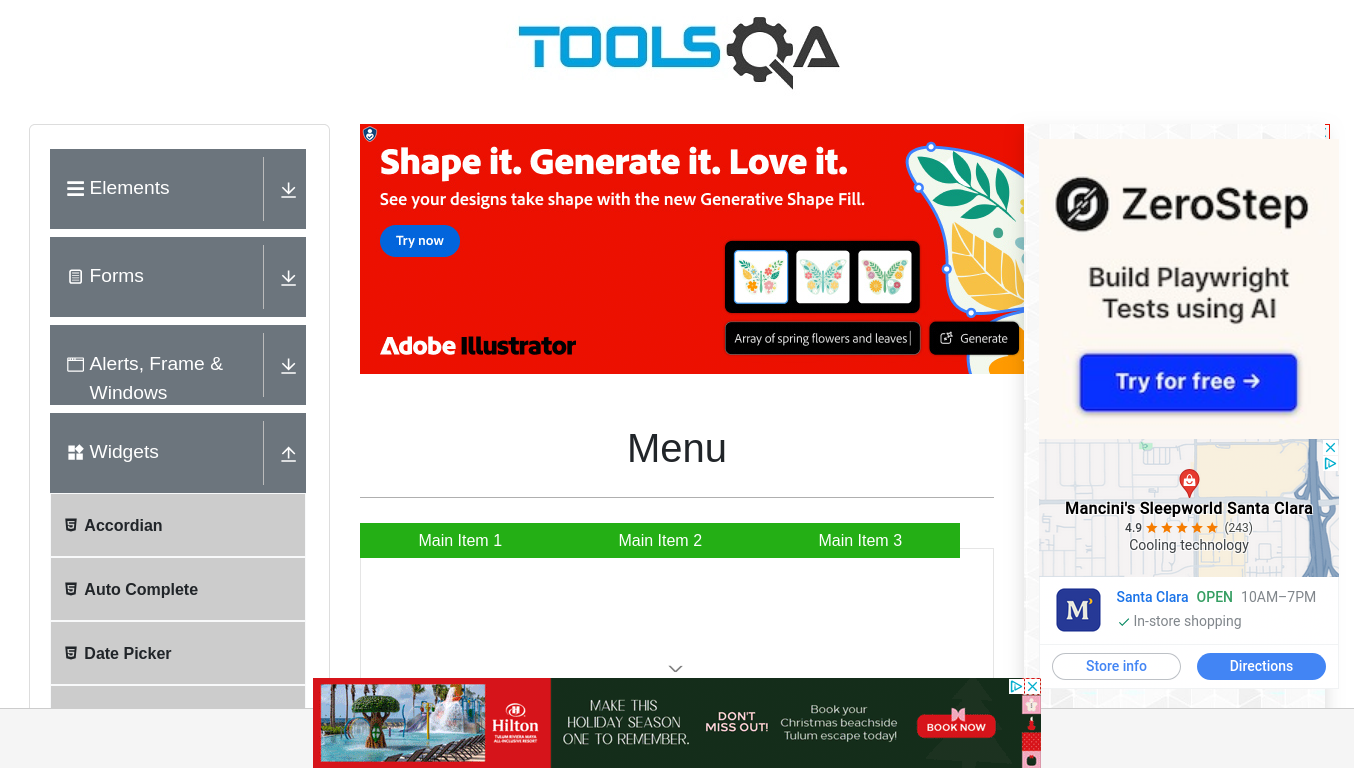 TOOLSQA
Elements
Forms
Alerts, Frame &
Windows
Widgets
Accordian
Auto Complete
Date Picker
Shape it. Generate it. Love it.
See your designs take shape with the new Generative Shape Fill.
Try now
Array of spring flowers and leaves
Generate
Adobe Illustrator
Menu
Main Item 1
Main Item 2
Main Item 3
ZeroStep
Build Playwright
Tests using AI
Try for free →
Mancini's Sleepworld Santa Clara
4.9 ★★★★★ (243)
Cooling technology
M
Santa Clara OPEN 10AM–7PM
✓ In-store shopping
Store info
Directions
Hilton
TULUM RIVIERA MAYA
ALL-INCLUSIVE RESORT
MAKE THIS
HOLIDAY SEASON
ONE TO REMEMBER.
DON'T
MISS OUT!
Book your
Christmas beachside
Tulum escape today!
BOOK NOW